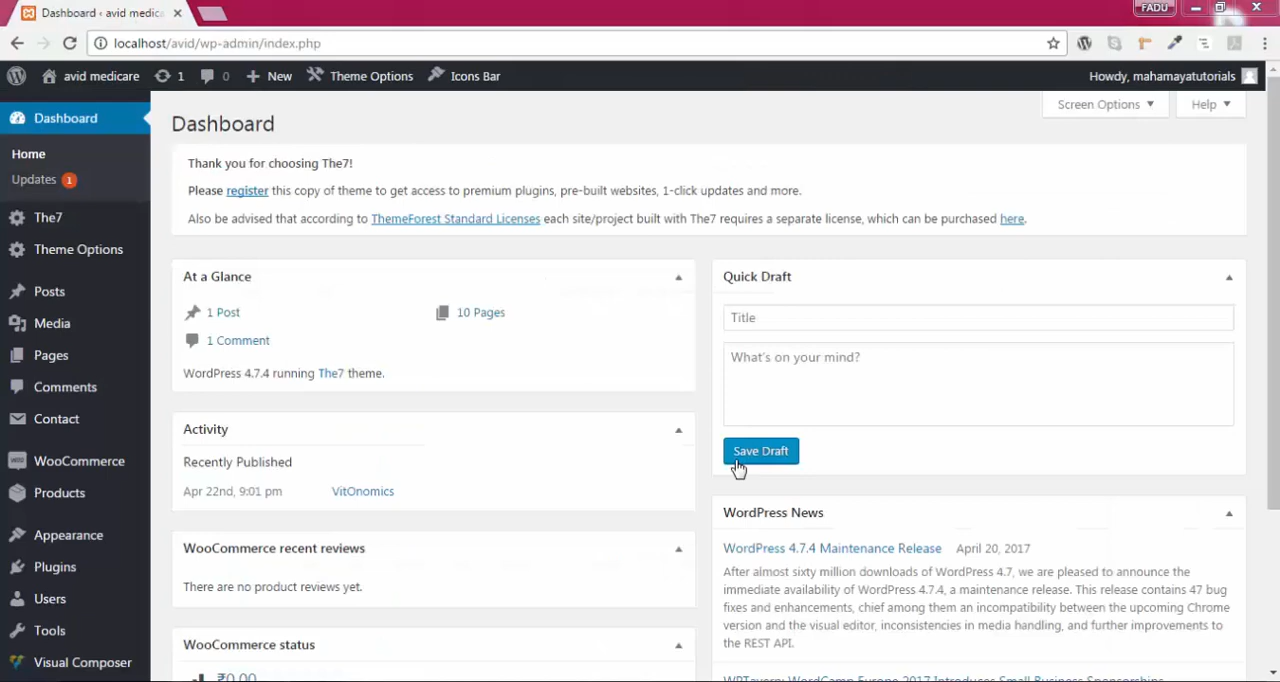 Dashboard ‹ avid medica
FADU
localhost/avid/wp-admin/index.php
avid medicare
1
0
New
Theme Options
Icons Bar
Howdy, mahamayatutorials
Dashboard
Home
Updates 1
The7
Theme Options
Posts
Media
Pages
Comments
Contact
WooCommerce
Products
Appearance
Plugins
Users
Tools
Visual Composer
Screen Options
Help
Dashboard
Thank you for choosing The7!
Please register this copy of theme to get access to premium plugins, pre-built websites, 1-click updates and more.
Also be advised that according to ThemeForest Standard Licenses each site/project built with The7 requires a separate license, which can be purchased here.
At a Glance
1 Post
10 Pages
1 Comment
WordPress 4.7.4 running The7 theme.
Activity
Recently Published
Apr 22nd, 9:01 pm VitOnomics
WooCommerce recent reviews
There are no product reviews yet.
WooCommerce status
₹0.00
Quick Draft
Title
What's on your mind?
Save Draft
WordPress News
WordPress 4.7.4 Maintenance Release April 20, 2017
After almost sixty million downloads of WordPress 4.7, we are pleased to announce the
immediate availability of WordPress 4.7.4, a maintenance release. This release contains 47 bug
fixes and enhancements, chief among them an incompatibility between the upcoming Chrome
version and the visual editor, inconsistencies in media handling, and further improvements to
the REST API.
WPTavern: WordCamp Europe 2017 Introduces Small Business Sponsorships